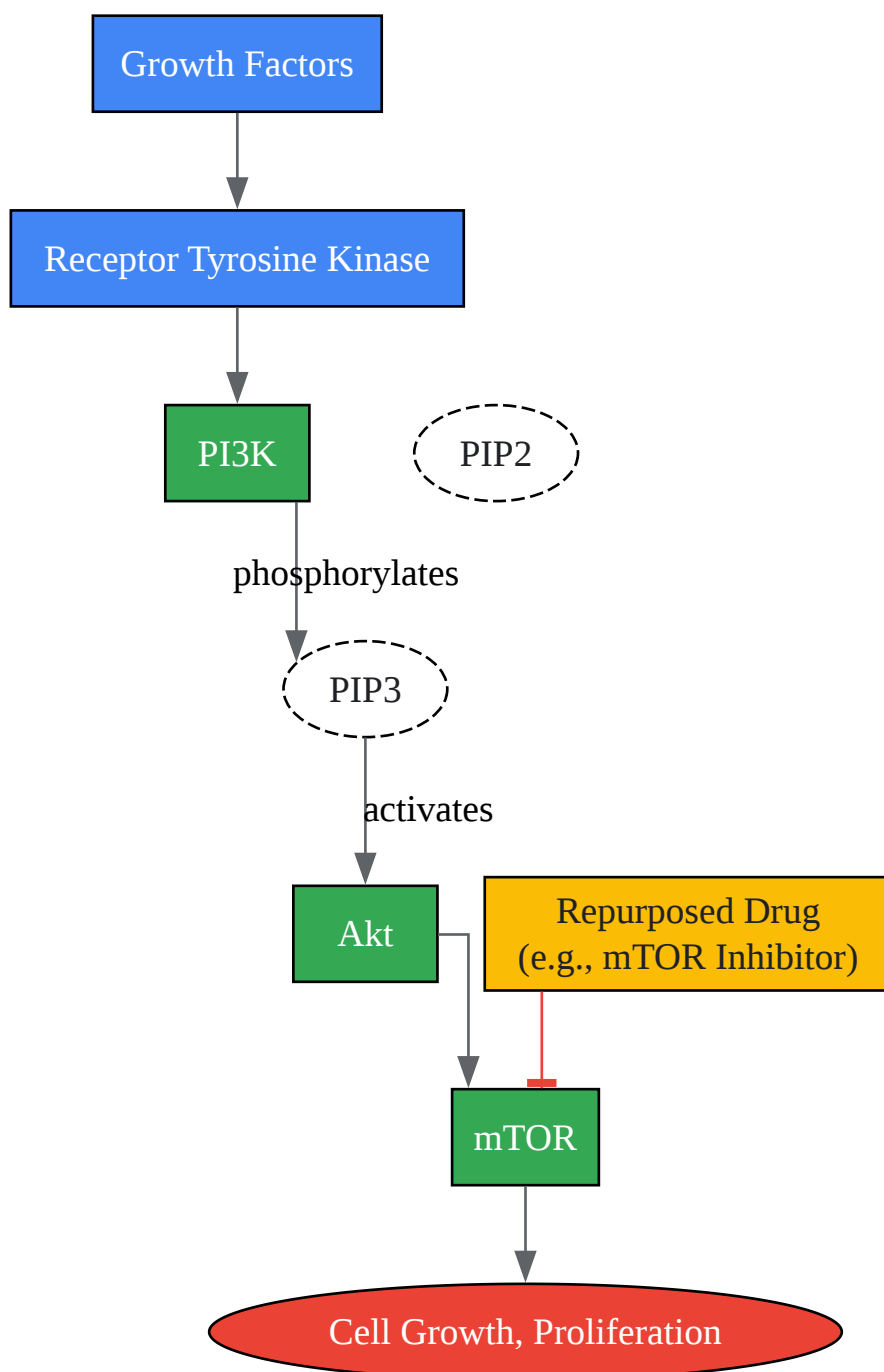 Growth Factors
Receptor Tyrosine Kinase
PI3K
PIP2
phosphorylates
PIP3
activates
Akt
Repurposed Drug
(e.g., mTOR Inhibitor)
mTOR
Cell Growth, Proliferation